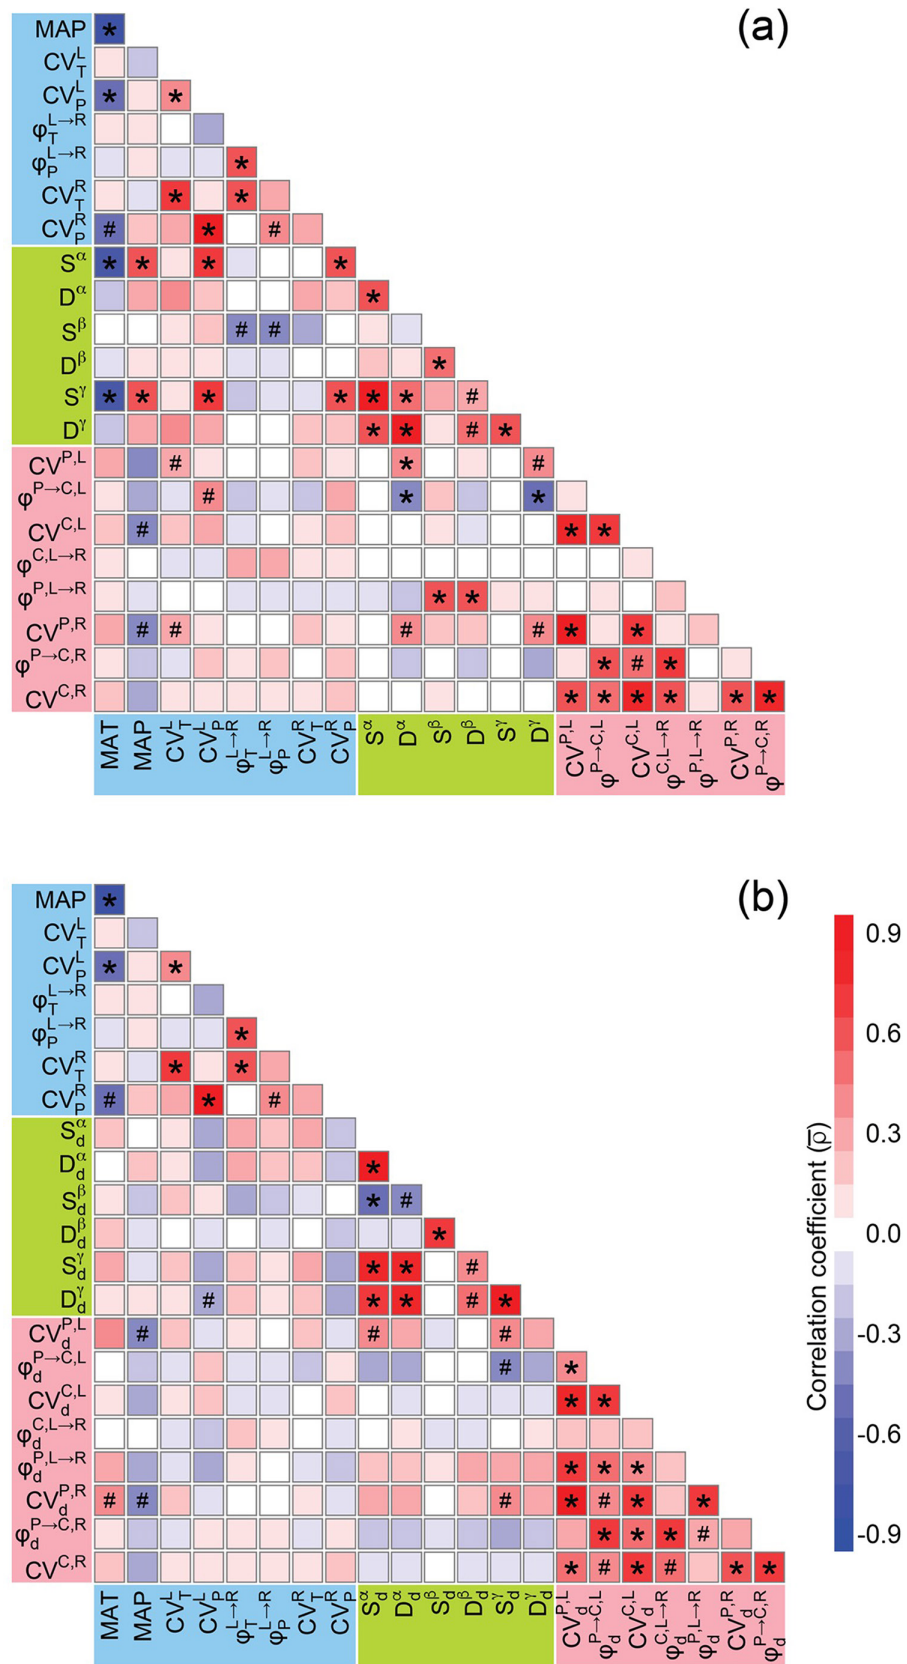 (a)
MAP *
CV_T^L
CV_P^L * *
φ_T^L→R
φ_P^L→R *
CV_T^R * *
CV_P^R # * #
S^α * * * *
D^α *
S^β # #
D^β *
S^γ * * * * * * #
D^γ * * # *
CV^P,L # * #
φ^P→C,L # * *
CV^C,L # * *
φ^C,L→R
φ^P,L→R * *
CV^P,R # # # # * *
φ^P→C,R * # *
CV^C,R * * * * * *
MAT MAP CV_T^L CV_P^L φ_T^L→R φ_P^L→R CV_T^R CV_P^R S^α D^α S^β D^β S^γ D^γ CV^P,L φ^P→C,L CV^C,L φ^C,L→R φ^P,L→R CV^P,R φ^P→C,R
(b)
MAP *
CV_T^L
CV_P^L * *
φ_T^L→R
φ_P^L→R *
CV_T^R * *
CV_P^R # * #
S_d^α
D_d^α *
S_d^β * #
D_d^β *
S_d^γ * * #
D_d^γ # * * # *
CV_d^P,L # # #
φ_d^P→C,L # *
CV_d^C,L * *
φ_d^C,L→R
φ_d^P,L→R * * *
CV_d^P,R # # # * # * *
φ_d^P→C,R * * * #
CV^C,R * # * # * *
MAT MAP CV_T^L CV_P^L φ_T^L→R φ_P^L→R CV_T^R CV_P^R S_d^α D_d^α S_d^β D_d^β S_d^γ D_d^γ CV_d^P,L φ_d^P→C,L CV_d^C,L φ_d^C,L→R φ_d^P,L→R CV_d^P,R φ_d^P→C,R
Correlation coefficient (ρ̅)
0.9
0.6
0.3
0.0
-0.3
-0.6
-0.9